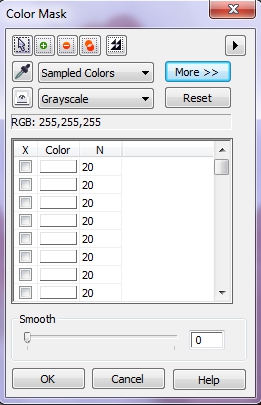 Color Mask
Sampled Colors More >>
Grayscale Reset
RGB: 255,255,255
X Color N
20
20
20
20
20
20
20
Smooth
0
OK Cancel Help